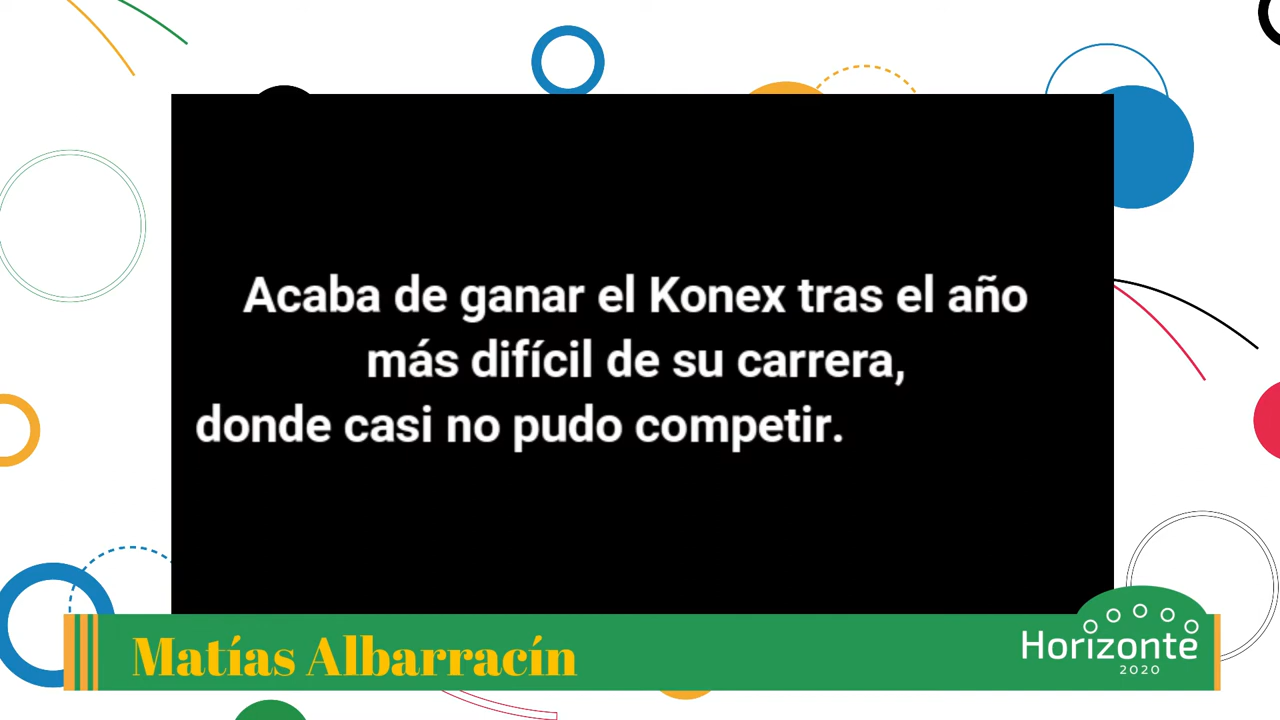 Acaba de ganar el Konex tras el año
más difícil de su carrera,
donde casi no pudo competir.
Matías Albarracín
Horizonte
2020